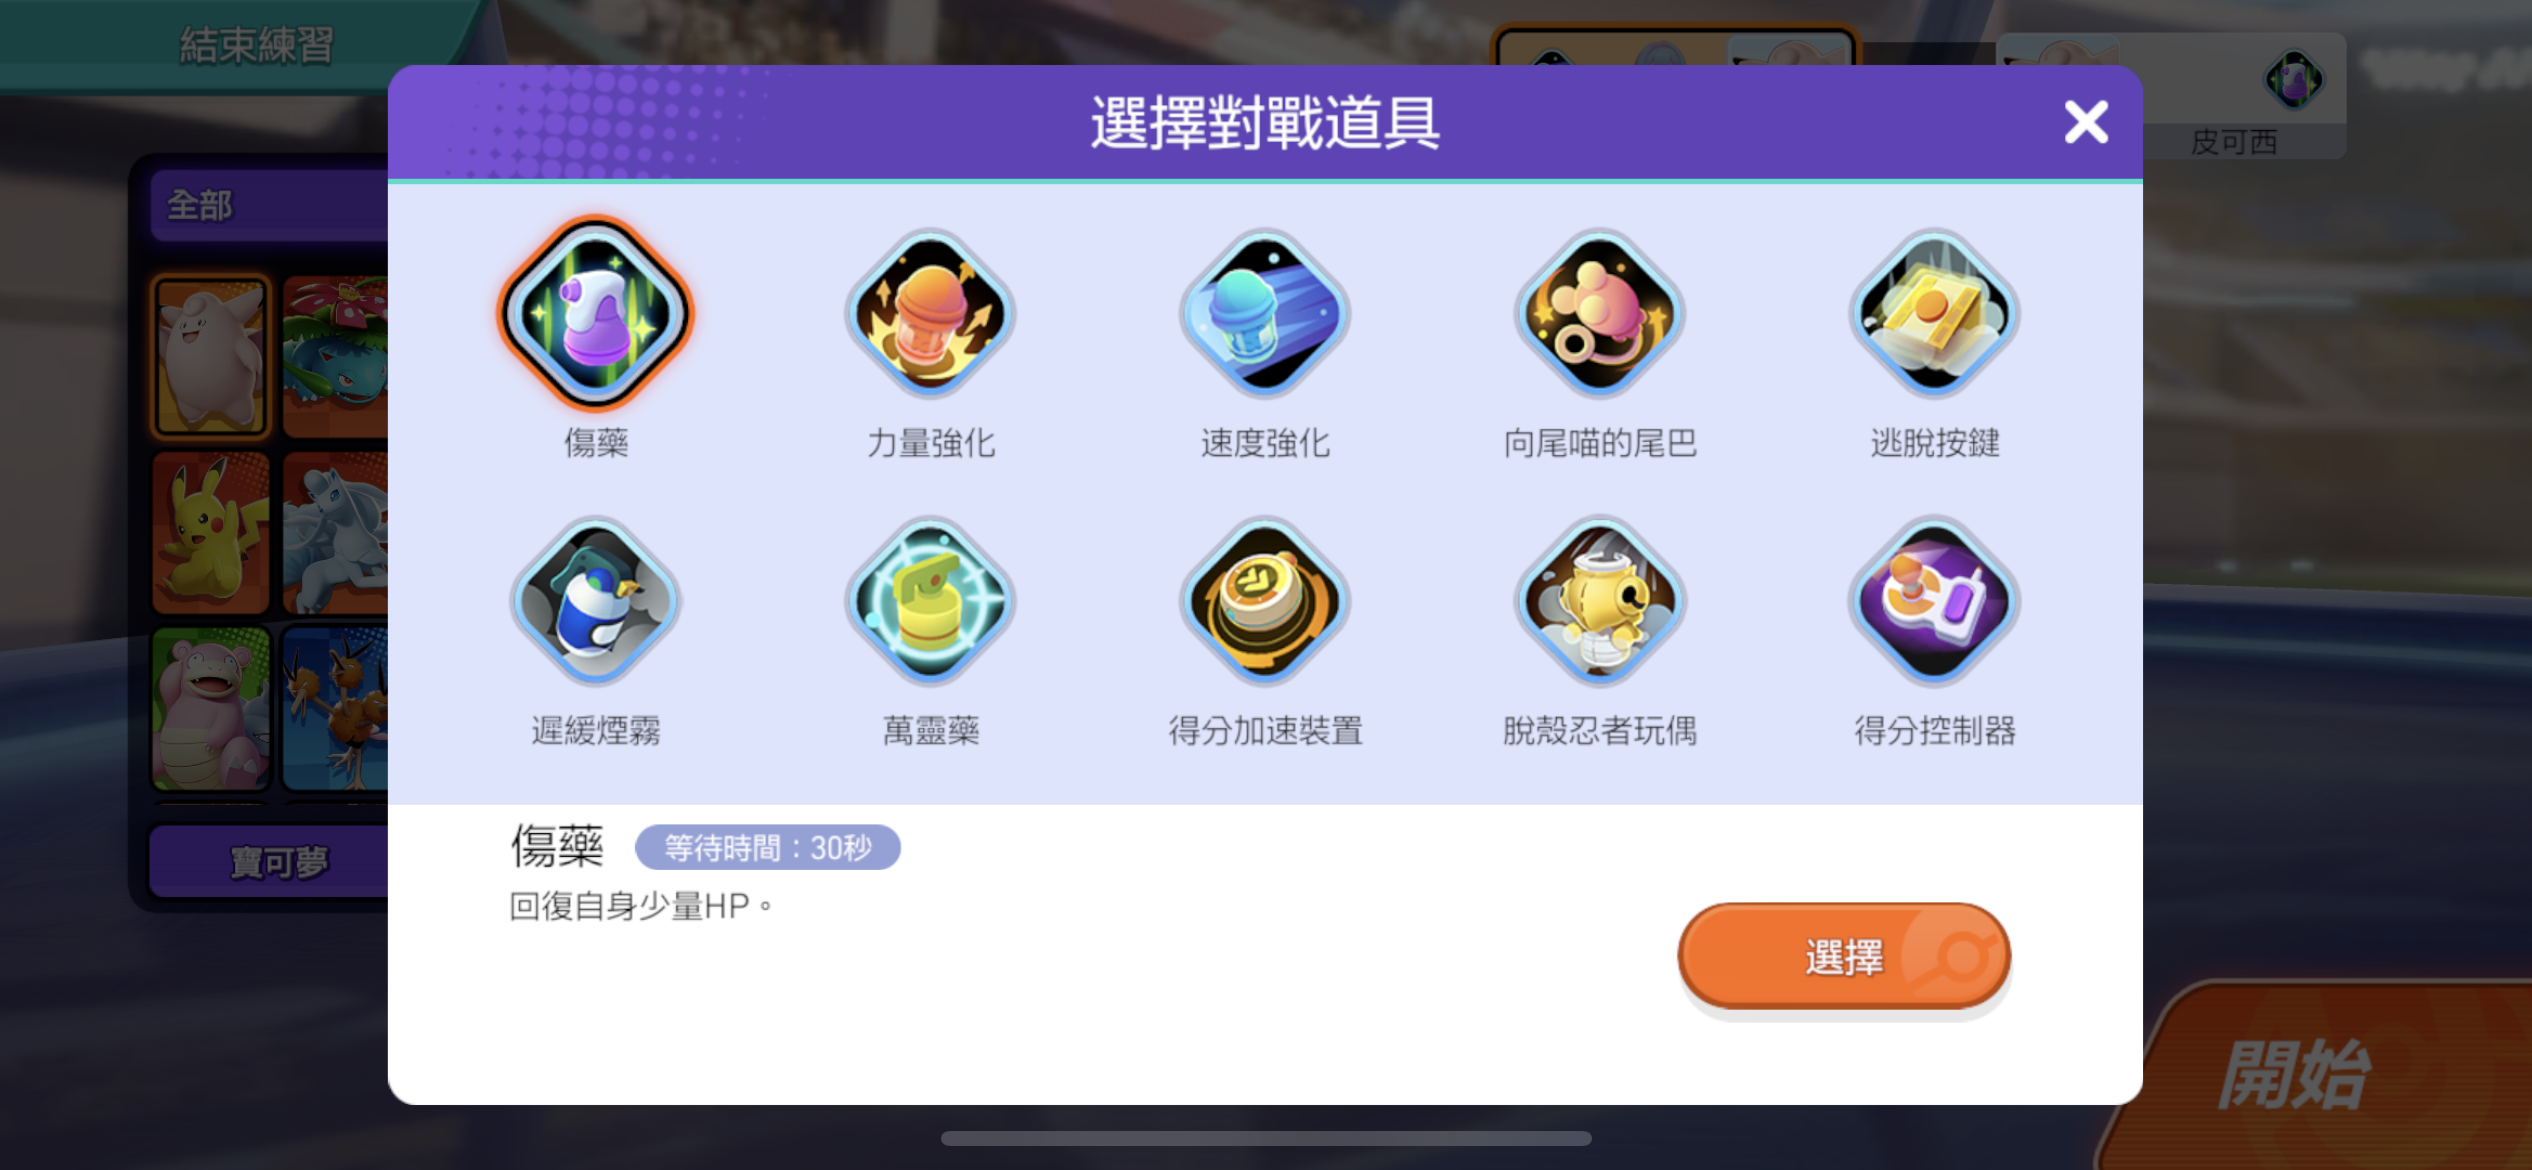 結束練習
選擇對戰道具
皮可西
全部
傷藥
力量強化
速度強化
向尾喵的尾巴
逃脫按鍵
遲緩煙霧
萬靈藥
得分加速裝置
脫殼忍者玩偶
得分控制器
傷藥
等待時間：30秒
寶可夢
回復自身少量HP。
選擇
開始